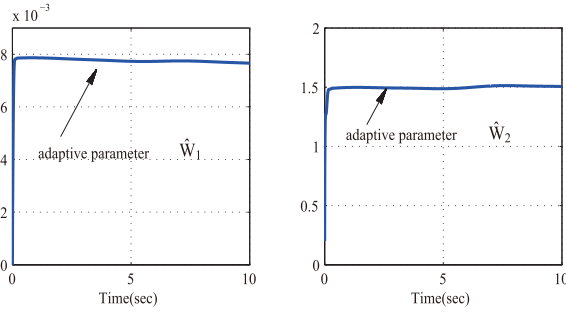 x 10⁻³
8
6
4
2
0
adaptive parameter
Ŵ₁
0 5 10
Time(sec)
2
1.5
1
0.5
0
adaptive parameter
Ŵ₂
0 5 10
Time(sec)